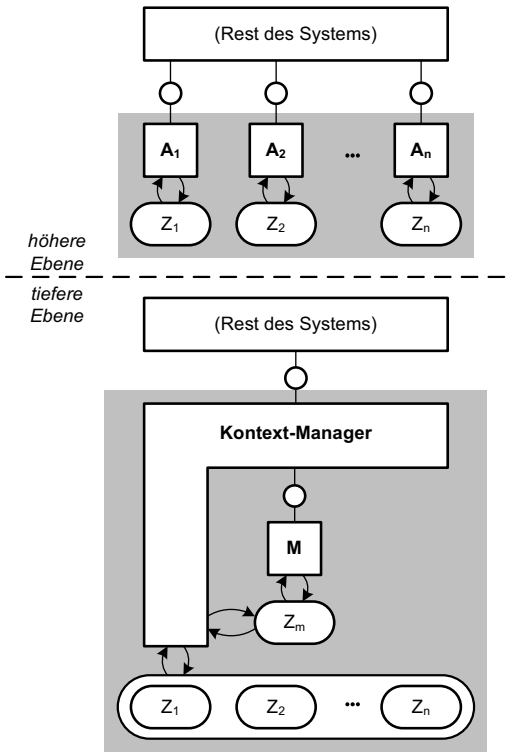 (Rest des Systems)
A₁ A₂ ... Aₙ
Z₁ Z₂ Zₙ
höhere
Ebene
tiefere
Ebene
(Rest des Systems)
Kontext-Manager
M
Zₘ
Z₁ Z₂ ... Zₙ